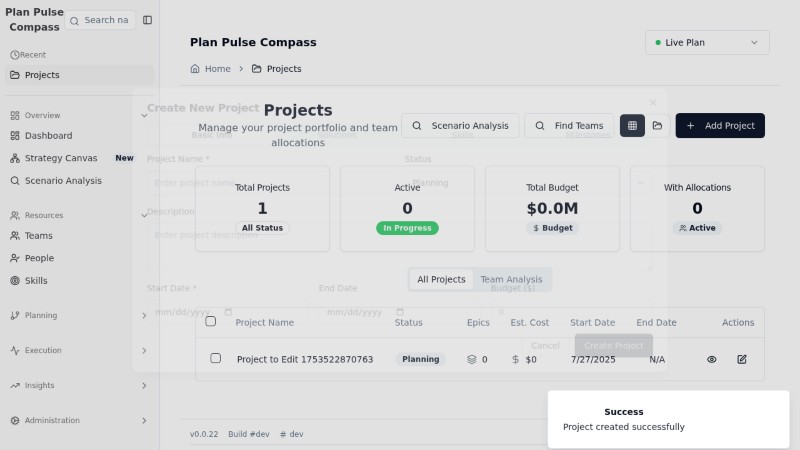 Plan Pulse
Compass
Search na
Recent
Projects
Overview
Dashboard
Strategy Canvas New
Scenario Analysis
Resources
Teams
People
Skills
Planning
Execution
Insights
Administration
Plan Pulse Compass
Live Plan
Home > Projects
Create New Project
Projects
Manage your project portfolio and team
allocations
Scenario Analysis
Find Teams
+ Add Project
Basic Info
Skills
Milestones
Project Name *
Status
Enter project name
Planning
Description
Enter project description
Total Projects
1
All Status
Active
0
In Progress
Total Budget
$0.0M
$ Budget
With Allocations
0
Active
All Projects
Team Analysis
Start Date *
End Date
Budget ($)
mm/dd/yyyy
mm/dd/yyyy
Project Name Status Epics Est. Cost Start Date End Date Actions
Cancel
Create Project
Project to Edit 1753522870763 Planning 0 $ $0 7/27/2025 N/A
v0.0.22 Build #dev # dev
Success
Project created successfully